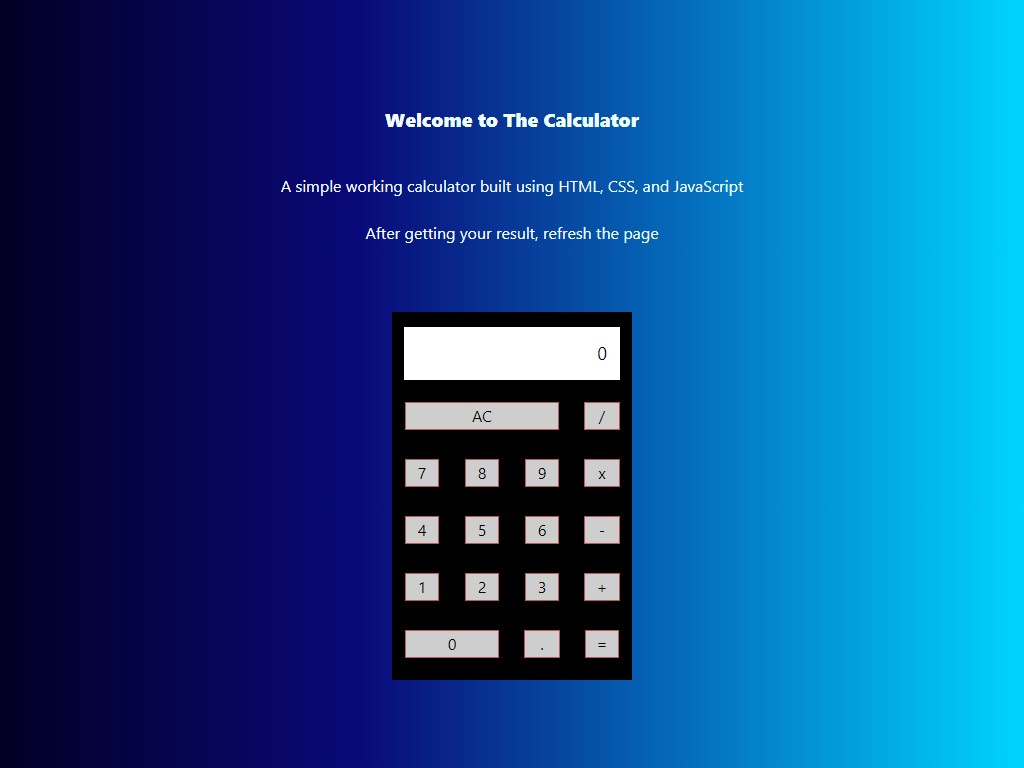 Welcome to The Calculator
A simple working calculator built using HTML, CSS, and JavaScript
After getting your result, refresh the page
0
AC /
7 8 9 x
4 5 6 -
1 2 3 +
0 . =